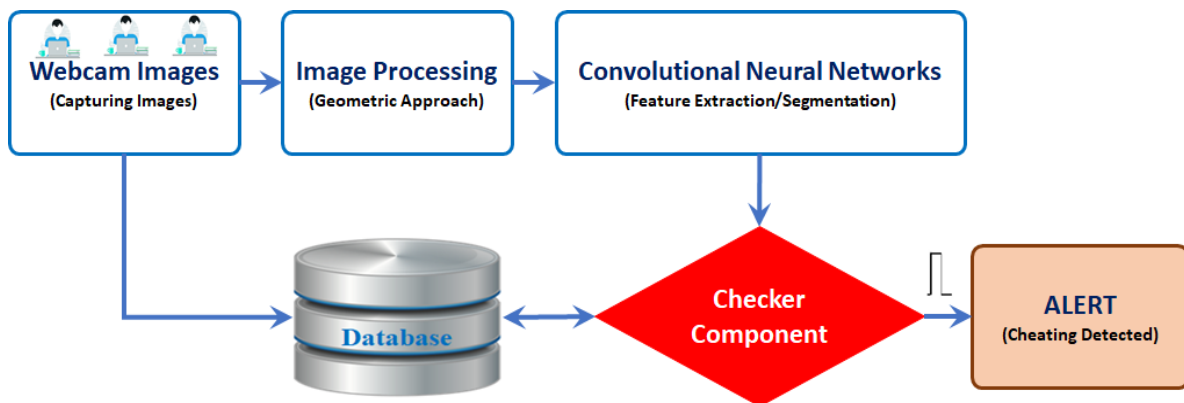 Webcam Images
(Capturing Images)
Image Processing
(Geometric Approach)
Convolutional Neural Networks
(Feature Extraction/Segmentation)
Database
Checker
Component
ALERT
(Cheating Detected)